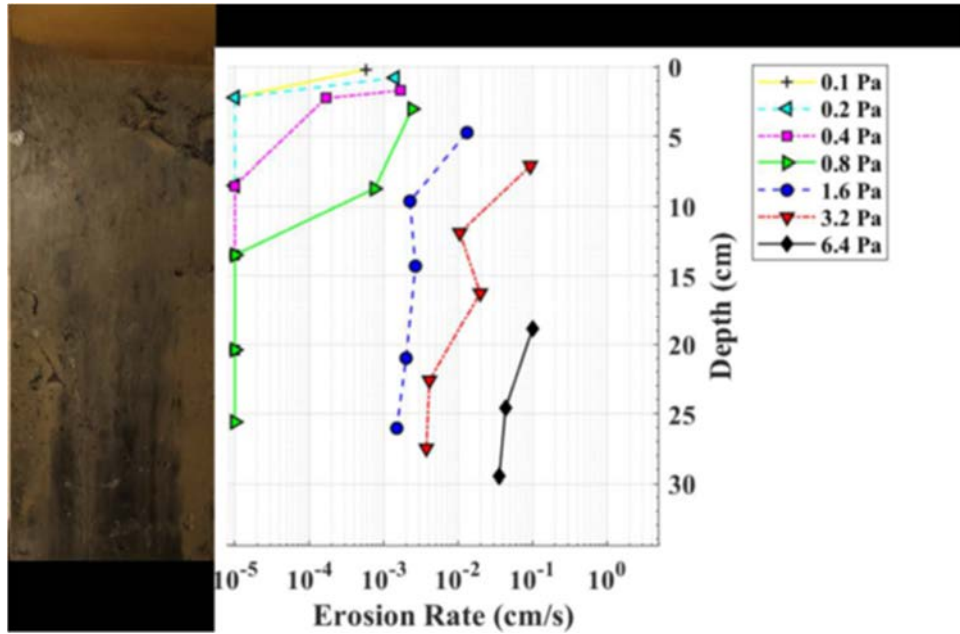 0
5
10
15
20
25
30
Depth (cm)
10^-5 10^-4 10^-3 10^-2 10^-1 10^0
Erosion Rate (cm/s)
0.1 Pa
0.2 Pa
0.4 Pa
0.8 Pa
1.6 Pa
3.2 Pa
6.4 Pa